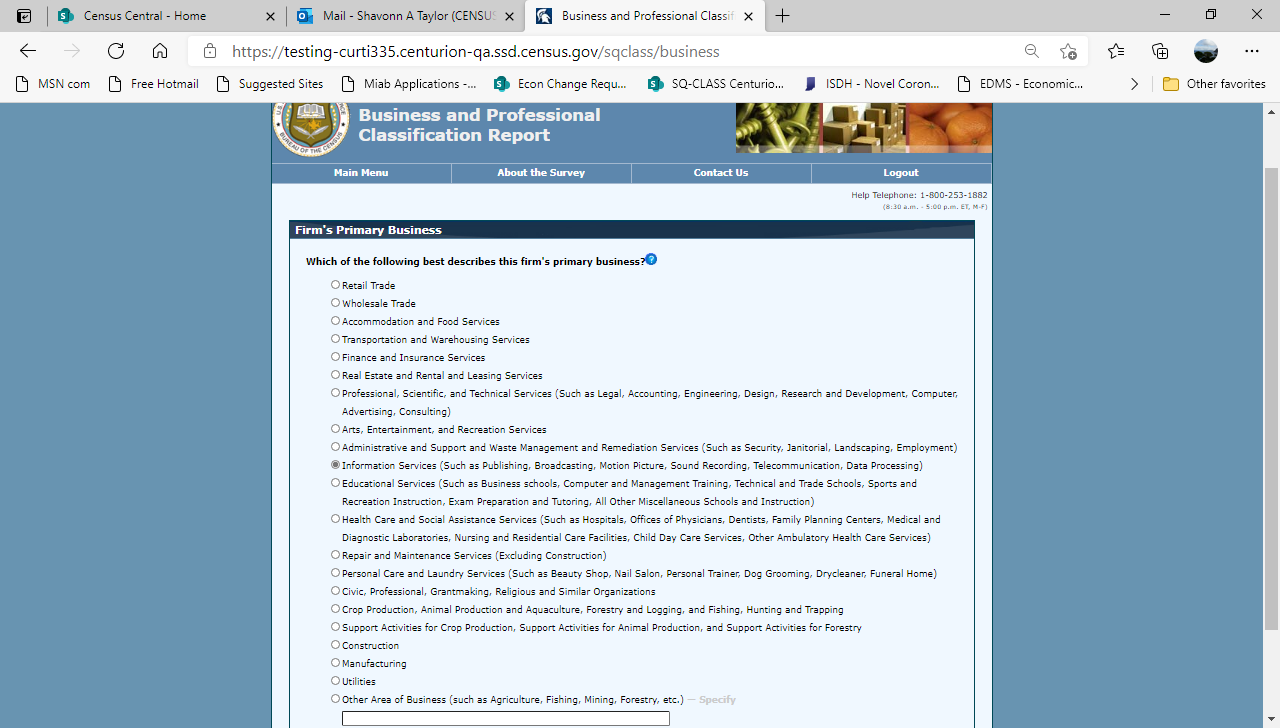 Census Central - Home
Mail - Shavonn A Taylor (CENSUS
Business and Professional Classif
https://testing-curti335.centurion-qa.ssd.census.gov/sqclass/business
MSN com
Free Hotmail
Suggested Sites
Miab Applications -...
Econ Change Requ...
SQ-CLASS Centurio...
ISDH - Novel Coron...
EDMS - Economic...
Other favorites
BUREAU OF THE CENSUS
Business and Professional
Classification Report
Main Menu
About the Survey
Contact Us
Logout
Help Telephone: 1-800-253-1882
(8:30 a.m. - 5:00 p.m. ET, M-F)
Firm's Primary Business
Which of the following best describes this firm's primary business?
Retail Trade
Wholesale Trade
Accommodation and Food Services
Transportation and Warehousing Services
Finance and Insurance Services
Real Estate and Rental and Leasing Services
Professional, Scientific, and Technical Services (Such as Legal, Accounting, Engineering, Design, Research and Development, Computer,
Advertising, Consulting)
Arts, Entertainment, and Recreation Services
Administrative and Support and Waste Management and Remediation Services (Such as Security, Janitorial, Landscaping, Employment)
Information Services (Such as Publishing, Broadcasting, Motion Picture, Sound Recording, Telecommunication, Data Processing)
Educational Services (Such as Business schools, Computer and Management Training, Technical and Trade Schools, Sports and
Recreation Instruction, Exam Preparation and Tutoring, All Other Miscellaneous Schools and Instruction)
Health Care and Social Assistance Services (Such as Hospitals, Offices of Physicians, Dentists, Family Planning Centers, Medical and
Diagnostic Laboratories, Nursing and Residential Care Facilities, Child Day Care Services, Other Ambulatory Health Care Services)
Repair and Maintenance Services (Excluding Construction)
Personal Care and Laundry Services (Such as Beauty Shop, Nail Salon, Personal Trainer, Dog Grooming, Drycleaner, Funeral Home)
Civic, Professional, Grantmaking, Religious and Similar Organizations
Crop Production, Animal Production and Aquaculture, Forestry and Logging, and Fishing, Hunting and Trapping
Support Activities for Crop Production, Support Activities for Animal Production, and Support Activities for Forestry
Construction
Manufacturing
Utilities
Other Area of Business (such as Agriculture, Fishing, Mining, Forestry, etc.) — Specify